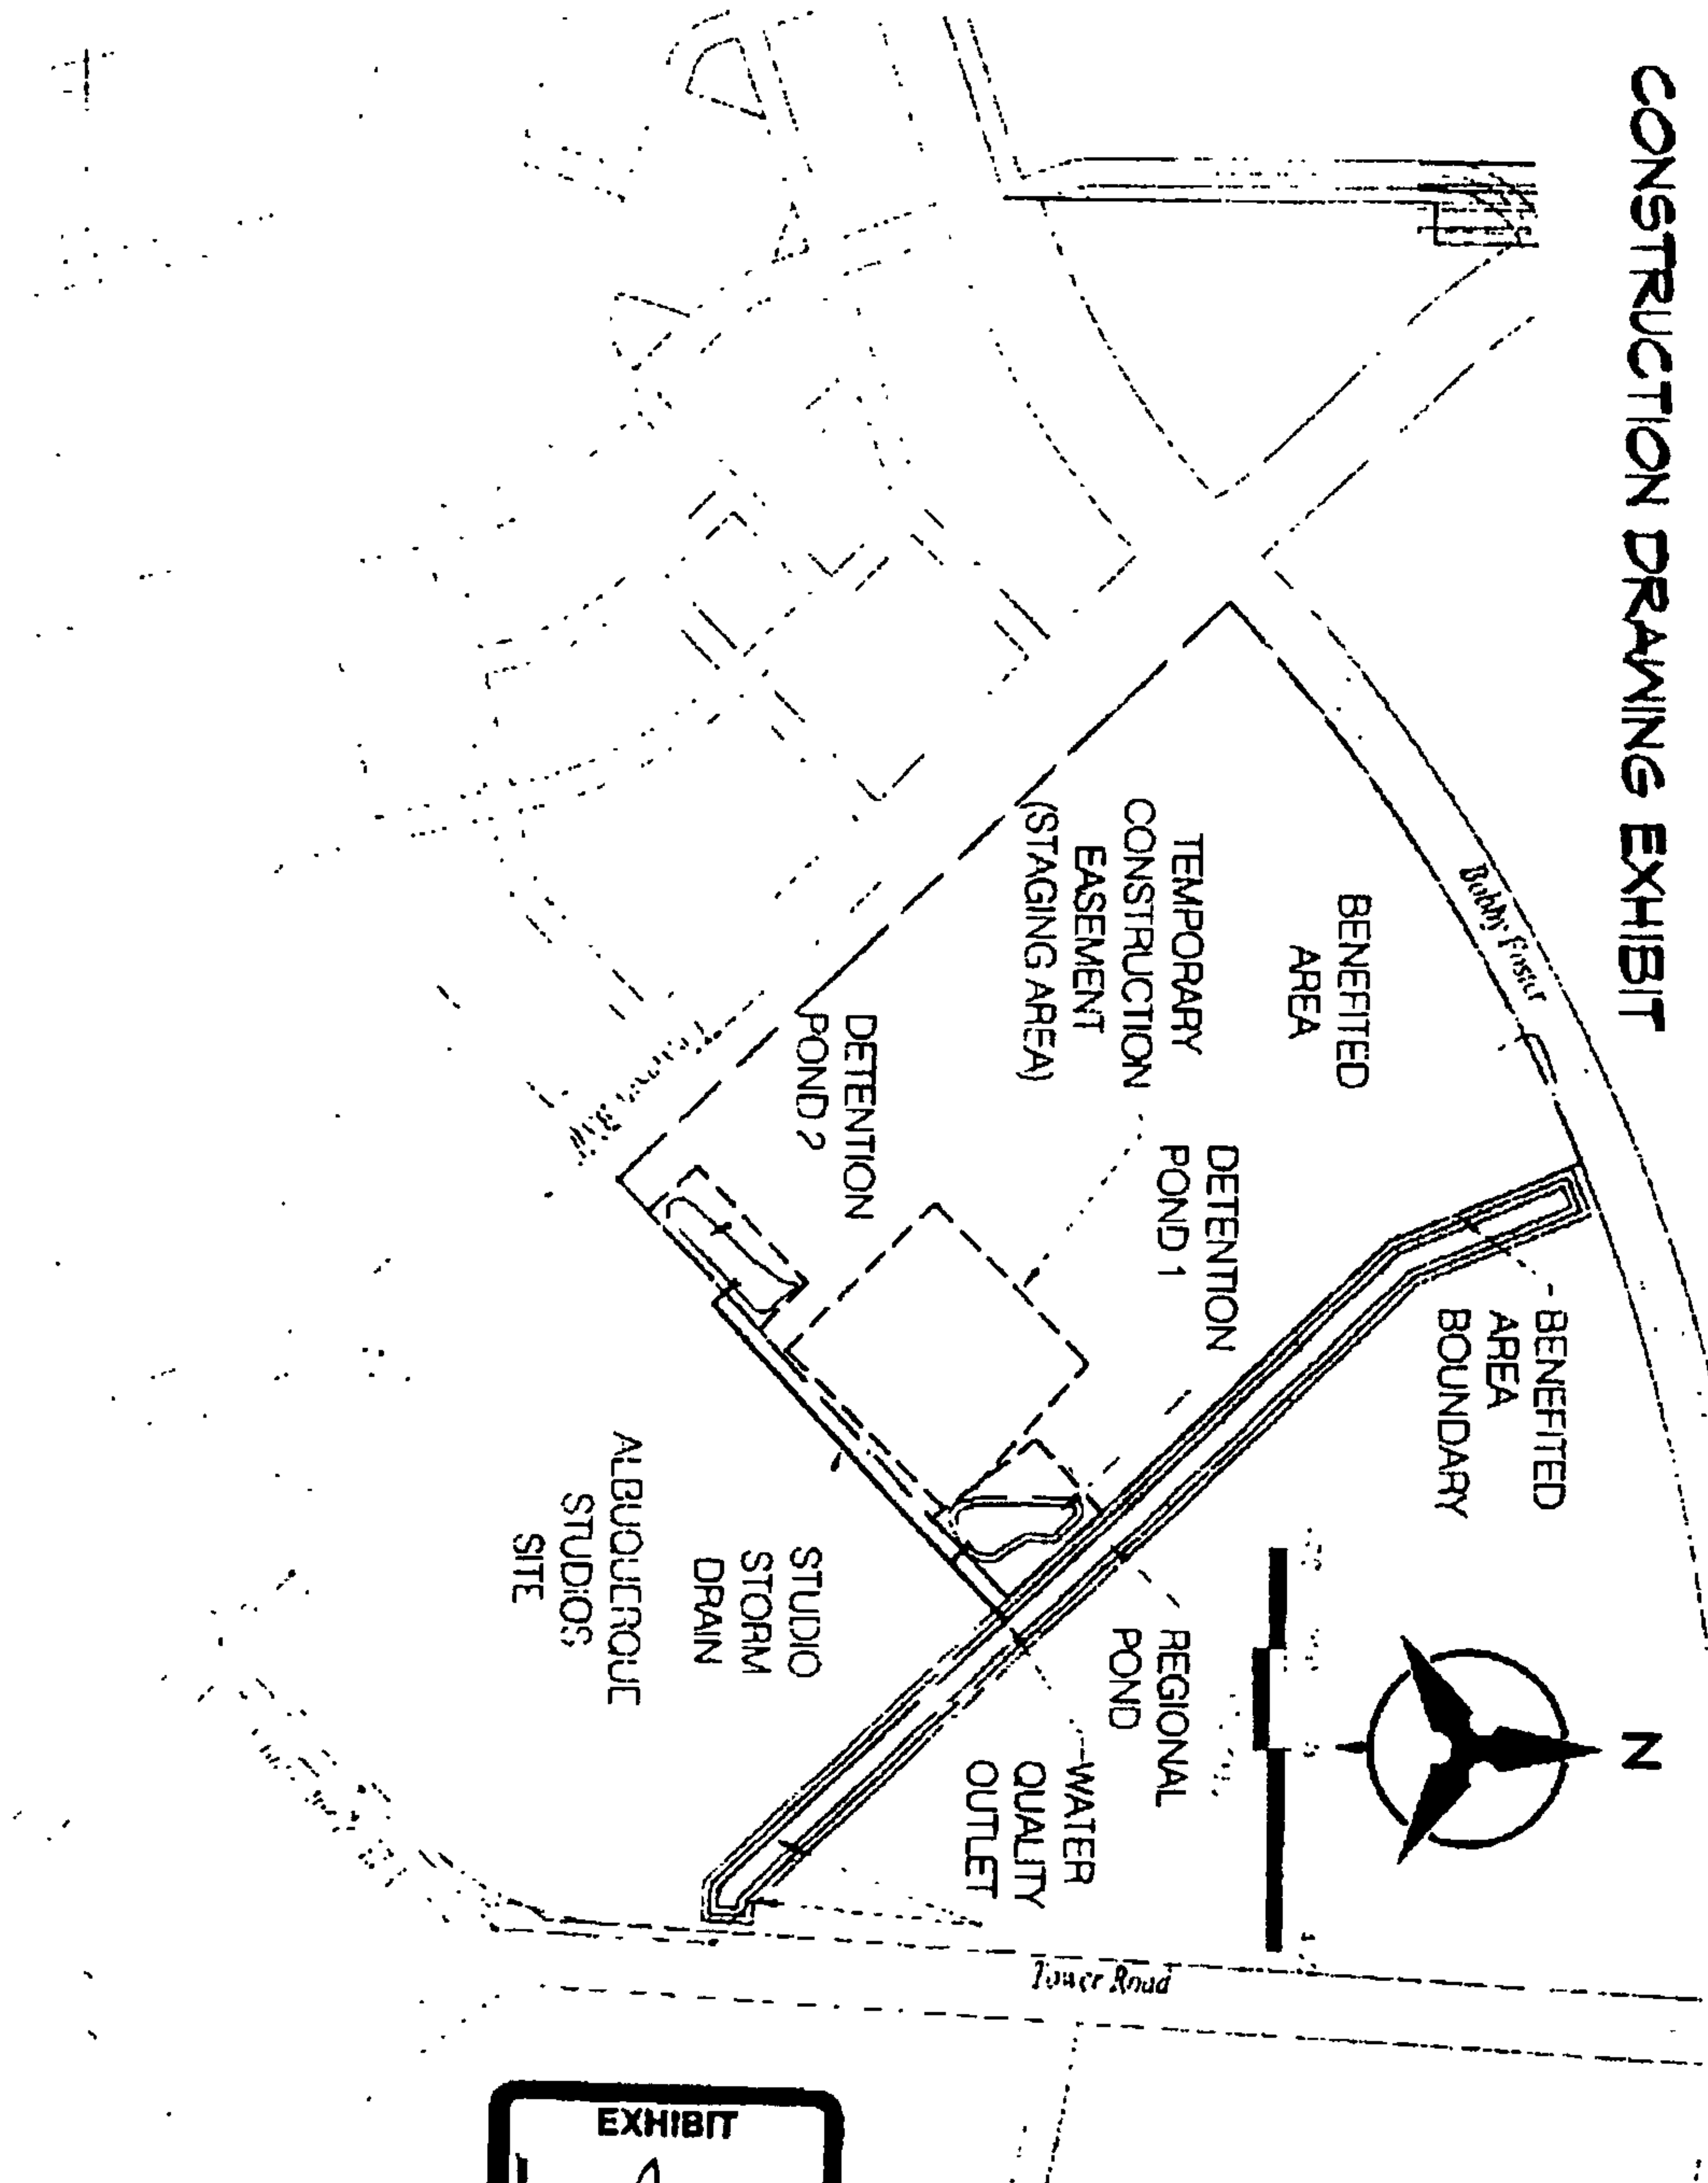 CONSTRUCTION DRAWING EXHIBIT
N
Bobby Foster
BENEFITED
AREA
TEMPORARY
CONSTRUCTION
EASEMENT
(STAGING AREA)
DETENTION
POND 1
DETENTION
POND 2
BENEFITED
AREA
BOUNDARY
REGIONAL
POND
WATER
QUALITY
OUTLET
STUDIO
STORM
DRAIN
ALBUQUERQUE
STUDIOS
SITE
Tower Road
EXHIBIT